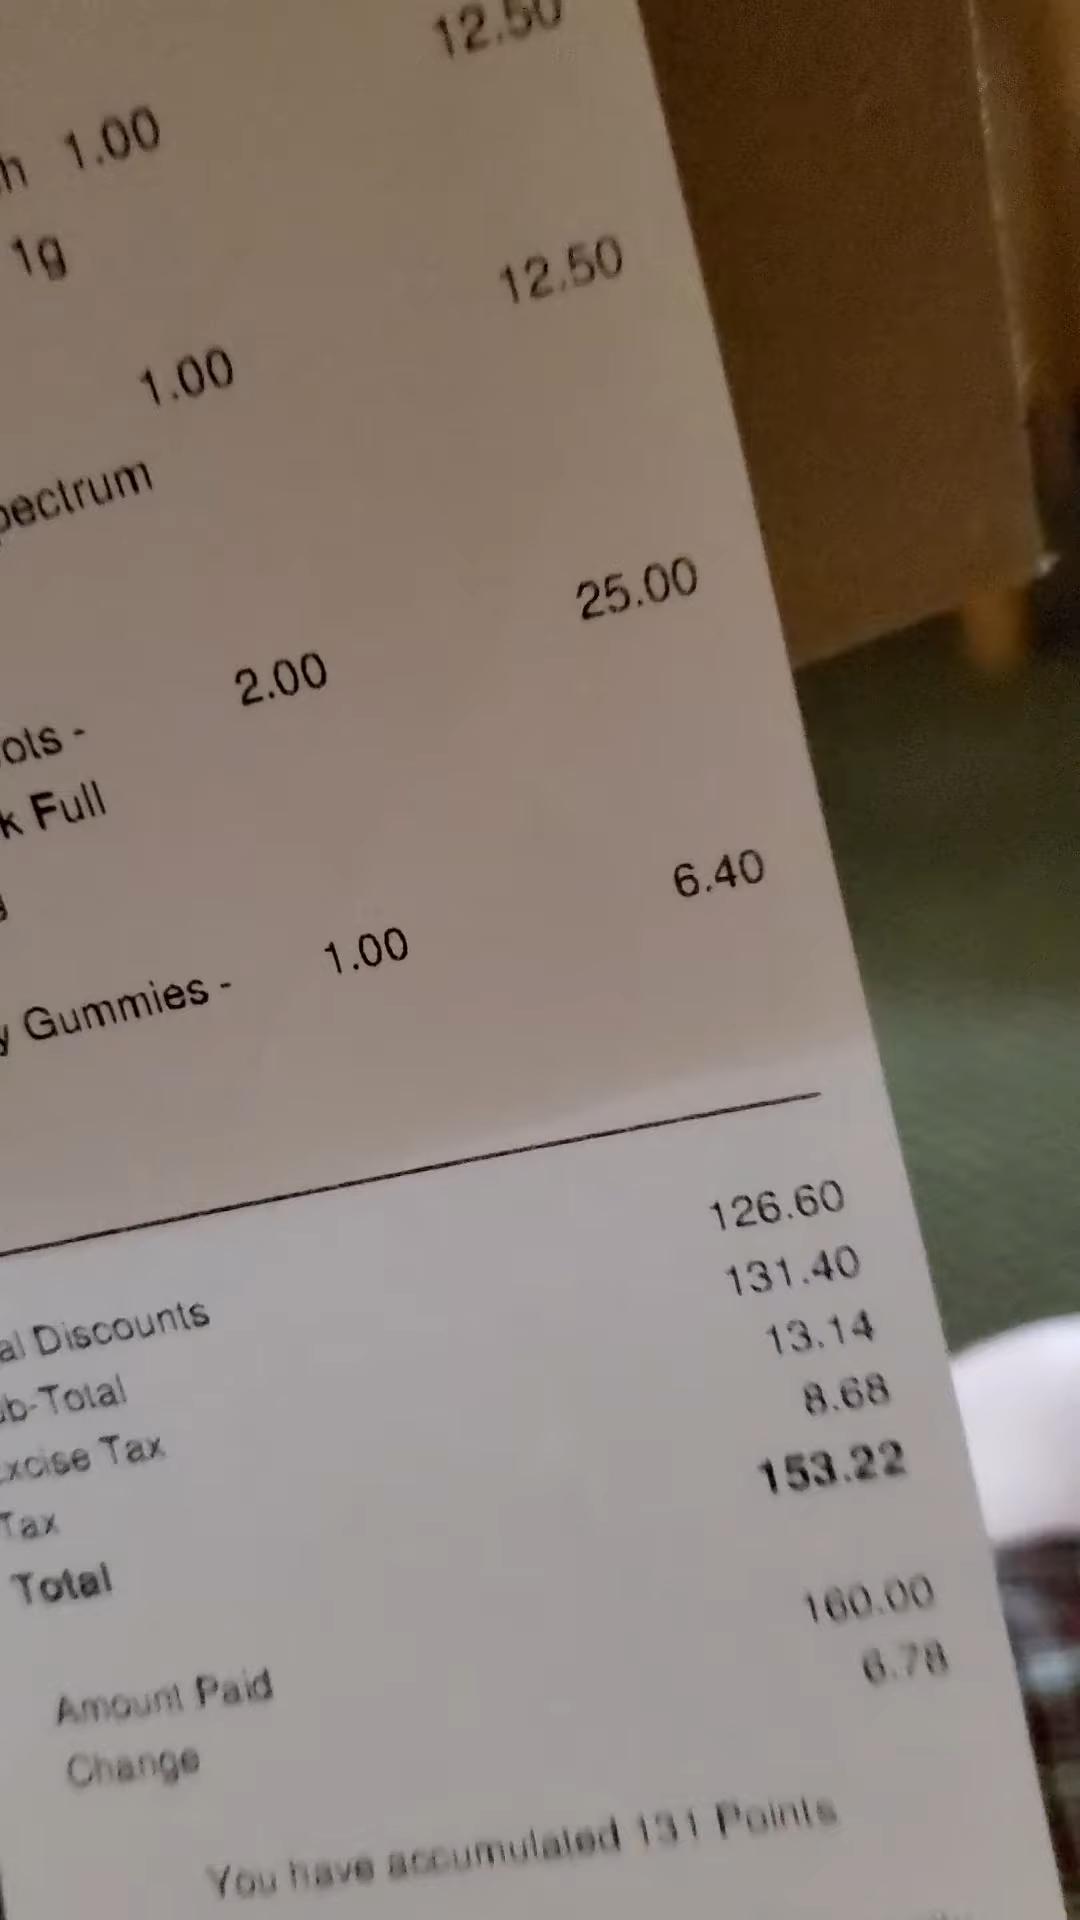 12.50
h 1.00
1g
12.50
1.00
pectrum
25.00
2.00
ols -
k Full
6.40
1.00
y Gummies -
126.60
al Discounts 131.40
ub-Total 13.14
xcise Tax 8.68
Tax 153.22
Total
160.00
Amount Paid 6.78
Change
You have accumulated 131 Points